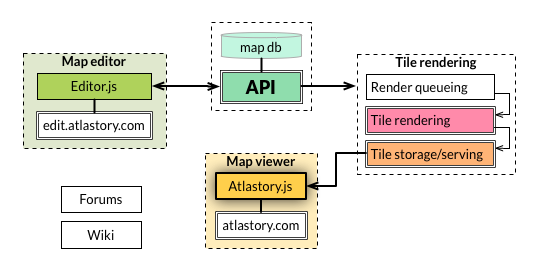 map db
Map editor
Editor.js
edit.atlastory.com
API
Tile rendering
Render queueing
Tile rendering
Tile storage/serving
Map viewer
Atlastory.js
atlastory.com
Forums
Wiki